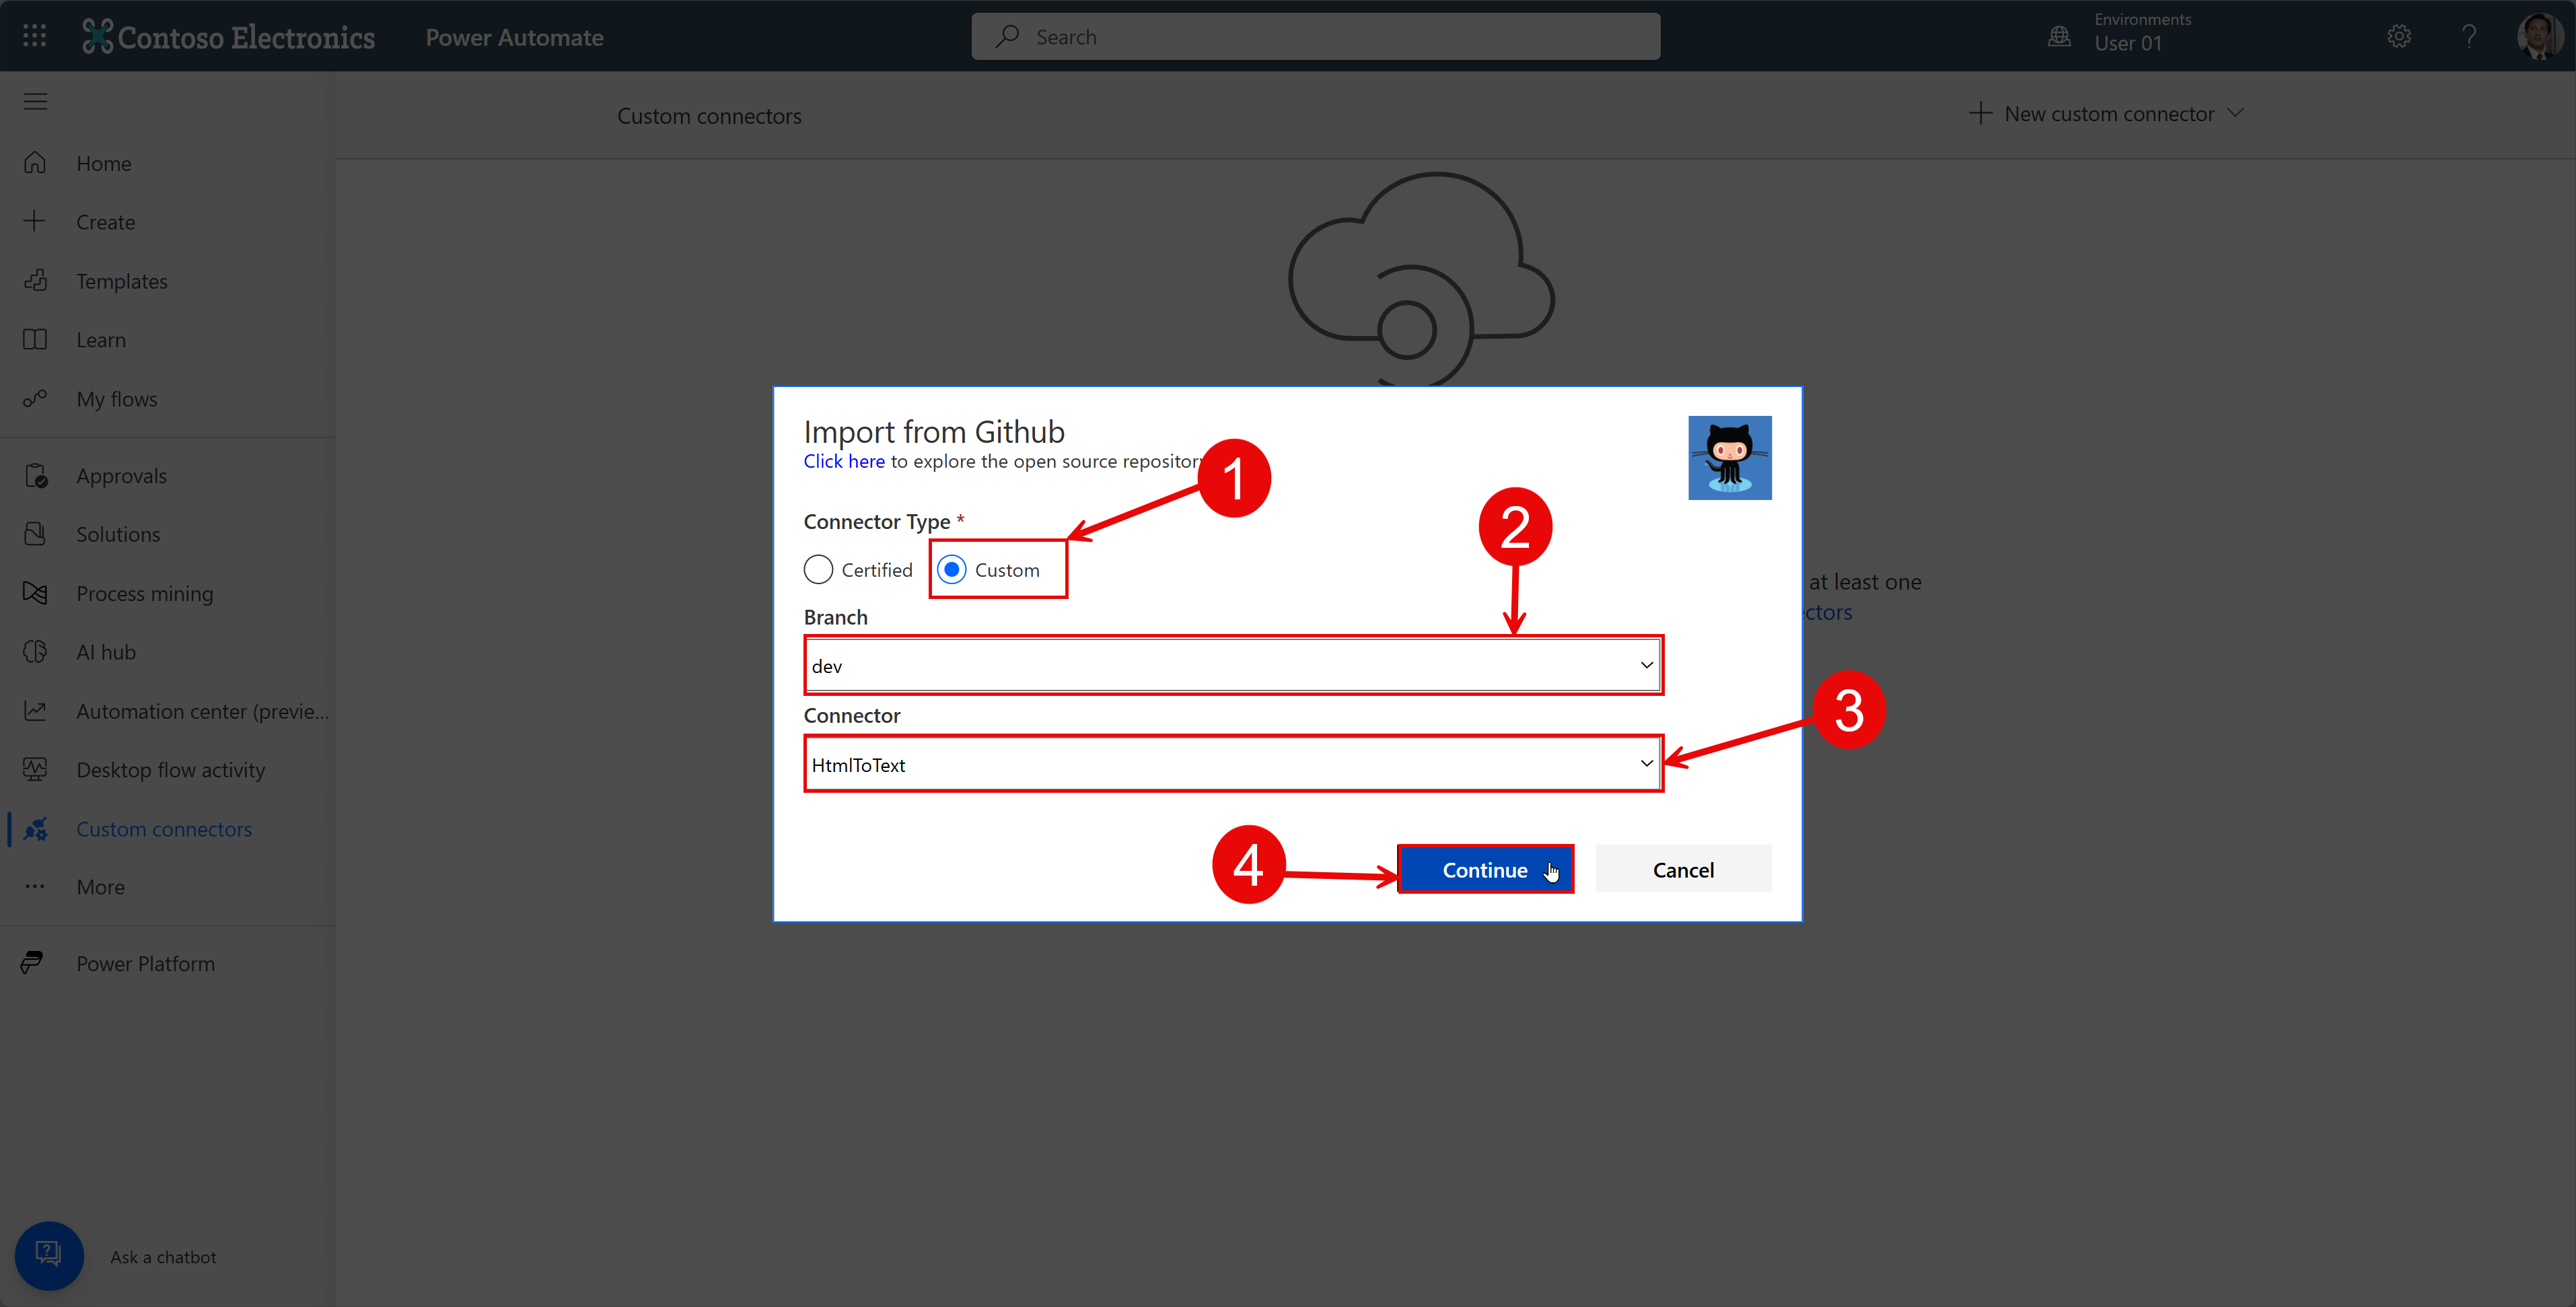 Contoso Electronics
Power Automate
Search
Environments
User 01
Custom connectors
New custom connector
Home
Create
Templates
Learn
My flows
Approvals
Solutions
Process mining
AI hub
Automation center (previe...
Desktop flow activity
Custom connectors
More
Power Platform
Ask a chatbot
at least one
ctors
Import from Github
Click here to explore the open source repository
1
Connector Type *
Certified
Custom
2
Branch
dev
Connector
3
HtmlToText
4
Continue
Cancel